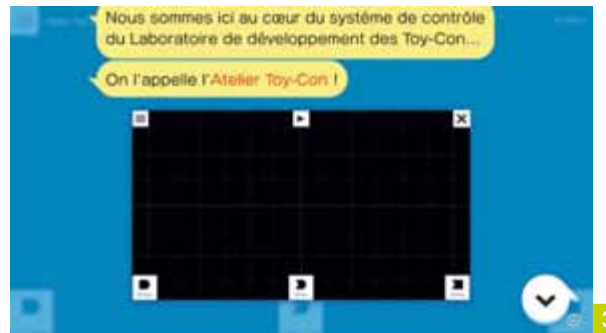 Nous sommes ici au cœur du système de contrôle
du Laboratoire de développement des Toy-Con...
On l'appelle l'Atelier Toy-Con !